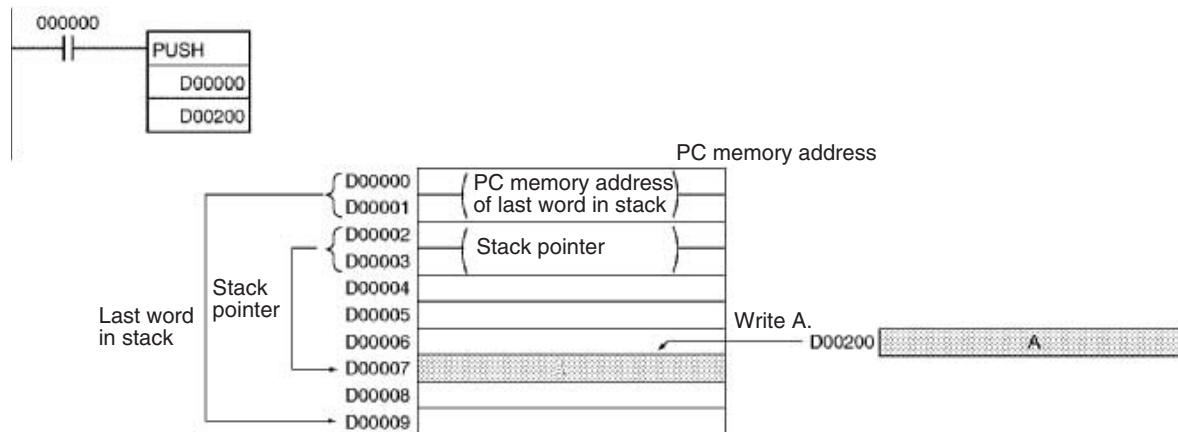 000000
PUSH
D00000
D00200
PC memory address
D00000
PC memory address
D00001
of last word in stack
D00002
Stack pointer
D00003
D00004
Stack
pointer
D00005
Last word
in stack
Write A.
D00006
D00200
A
D00007
D00008
D00009